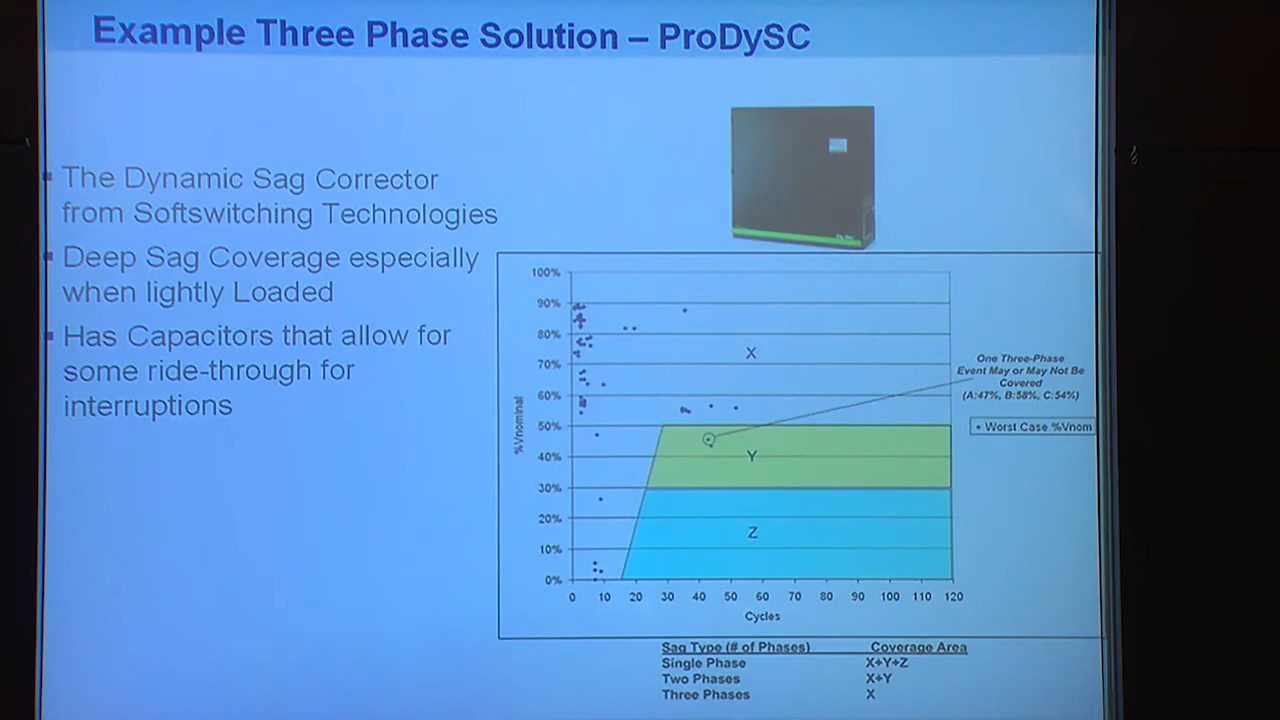 Example Three Phase Solution – ProDySC
The Dynamic Sag Corrector
from Softswitching Technologies
Deep Sag Coverage especially
when lightly Loaded
Has Capacitors that allow for
some ride-through for
interruptions
100%
90%
80%
70%
60%
50%
40%
30%
20%
10%
0%
%Vnominal
X
Y
Z
0 10 20 30 40 50 60 70 80 90 100 110 120
Cycles
One Three-Phase
Event May or May Not Be
Covered
(A:47%, B:58%, C:54%)
• Worst Case %Vnom
Sag Type (# of Phases) Coverage Area
Single Phase X+Y+Z
Two Phases X+Y
Three Phases X